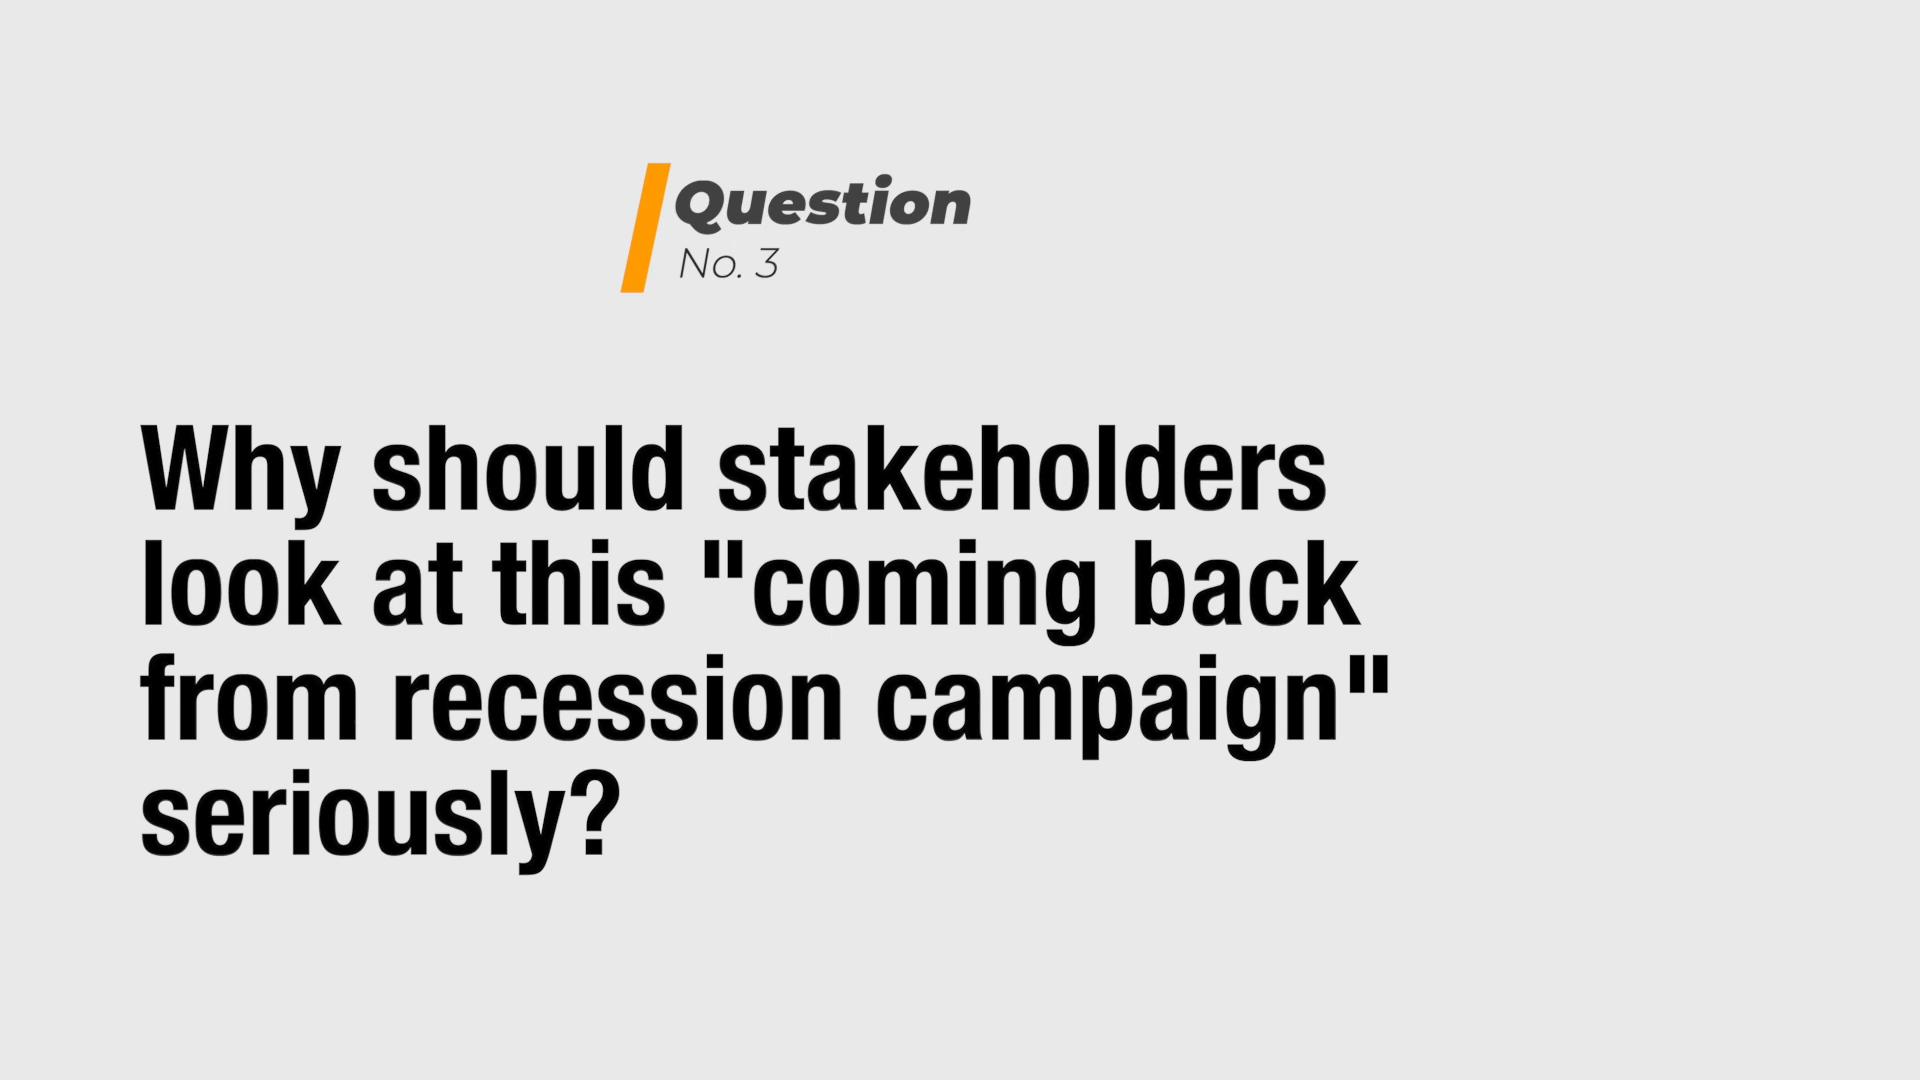 Question
No. 3
Why should stakeholders
look at this "coming back
from recession campaign"
seriously?